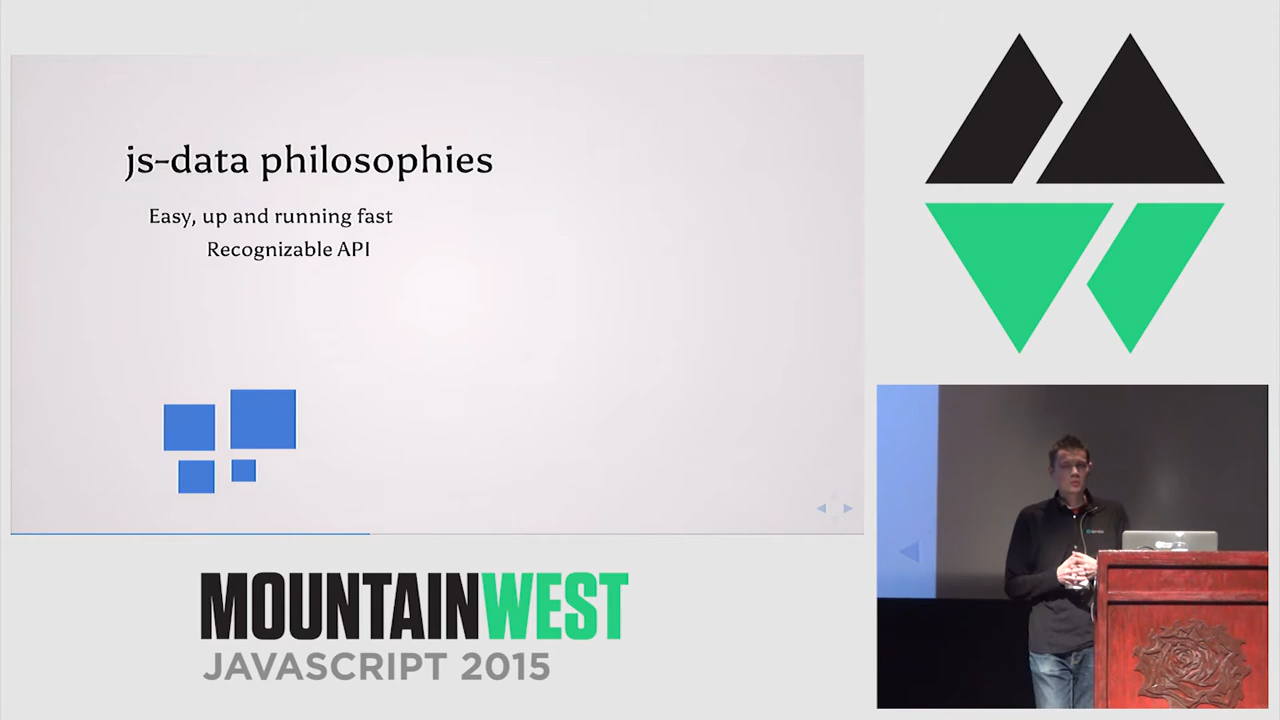 js-data philosophies
Easy, up and running fast
Recognizable API
MOUNTAINWEST
JAVASCRIPT 2015